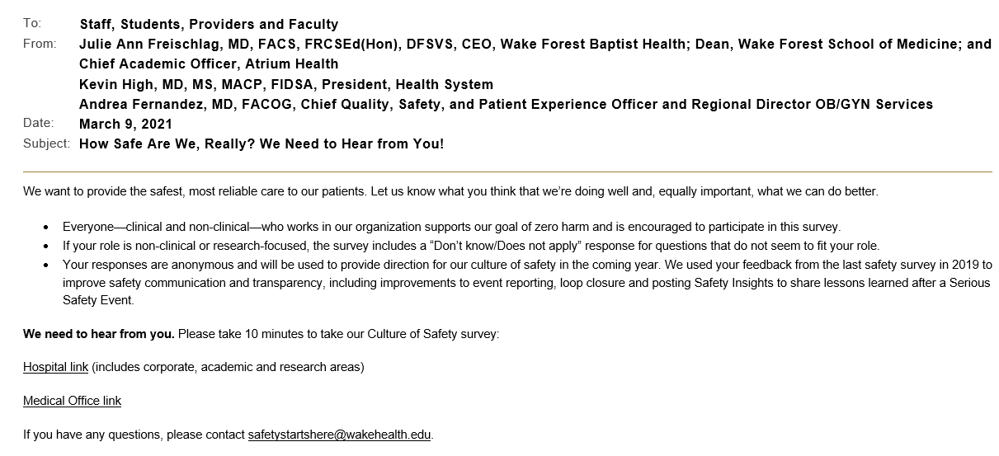 To: Staff, Students, Providers and Faculty
From: Julie Ann Freischlag, MD, FACS, FRCSEd(Hon), DFSVS, CEO, Wake Forest Baptist Health; Dean, Wake Forest School of Medicine; and
Chief Academic Officer, Atrium Health
Kevin High, MD, MS, MACP, FIDSA, President, Health System
Andrea Fernandez, MD, FACOG, Chief Quality, Safety, and Patient Experience Officer and Regional Director OB/GYN Services
Date: March 9, 2021
Subject: How Safe Are We, Really? We Need to Hear from You!
We want to provide the safest, most reliable care to our patients. Let us know what you think that we’re doing well and, equally important, what we can do better.
• Everyone—clinical and non-clinical—who works in our organization supports our goal of zero harm and is encouraged to participate in this survey.
• If your role is non-clinical or research-focused, the survey includes a “Don’t know/Does not apply” response for questions that do not seem to fit your role.
• Your responses are anonymous and will be used to provide direction for our culture of safety in the coming year. We used your feedback from the last safety survey in 2019 to
improve safety communication and transparency, including improvements to event reporting, loop closure and posting Safety Insights to share lessons learned after a Serious
Safety Event.
We need to hear from you. Please take 10 minutes to take our Culture of Safety survey:
Hospital link (includes corporate, academic and research areas)
Medical Office link
If you have any questions, please contact safetystartshere@wakehealth.edu.